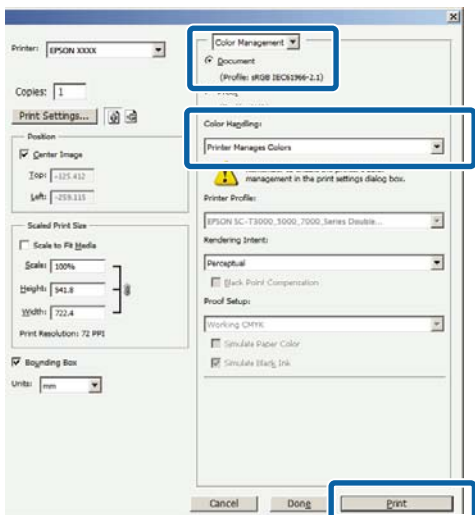 Printer: EPSON XXXX
Copies: 1
Print Settings...
Position
Center Image
Top: -125.412
Left: -259.115
Scaled Print Size
Scale to Fit Media
Scale: 100%
Height: 541.8
Width: 722.4
Print Resolution: 72 PPI
Bounding Box
Units: mm
Color Management
Document
(Profile: sRGB IEC61966-2.1)
Color Handling:
Printer Manages Colors
management in the print settings dialog box.
Printer Profile:
EPSON SC-T3000_5000_7000_Series Double...
Rendering Intent:
Perceptual
Black Point Compensation
Proof Setup:
Working CMYK
Simulate Paper Color
Simulate Black Ink
Cancel
Done
Print